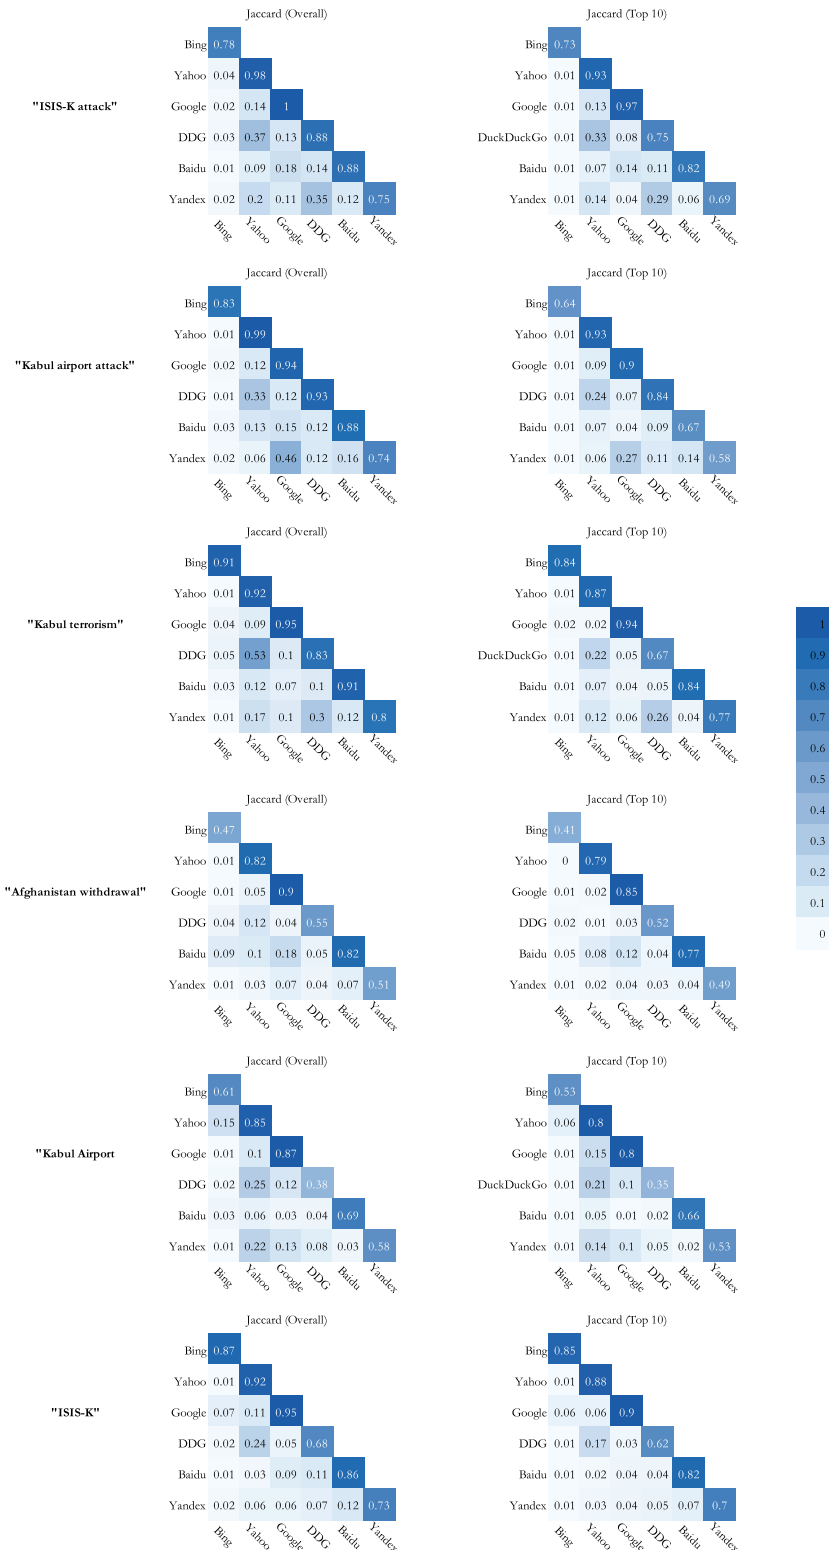 Jaccard (Overall) Jaccard (Top 10)
Bing 0.78 Bing 0.73
Yahoo 0.04 0.98 Yahoo 0.01 0.93
"ISIS-K attack" Google 0.02 0.14 1 Google 0.01 0.13 0.97
DDG 0.03 0.37 0.13 0.88 DuckDuckGo 0.01 0.33 0.08 0.75
Baidu 0.01 0.09 0.18 0.14 0.88 Baidu 0.01 0.07 0.14 0.11 0.82
Yandex 0.02 0.2 0.11 0.35 0.12 0.75 Yandex 0.01 0.14 0.04 0.29 0.06 0.69
Bing Yahoo Google DDG Baidu Yandex Bing Yahoo Google DDG Baidu Yandex
Jaccard (Overall) Jaccard (Top 10)
Bing 0.83 Bing 0.64
Yahoo 0.01 0.99 Yahoo 0.01 0.93
"Kabul airport attack" Google 0.02 0.12 0.94 Google 0.01 0.09 0.9
DDG 0.01 0.33 0.12 0.93 DDG 0.01 0.24 0.07 0.84
Baidu 0.03 0.13 0.15 0.12 0.88 Baidu 0.01 0.07 0.04 0.09 0.67
Yandex 0.02 0.06 0.46 0.12 0.16 0.74 Yandex 0.01 0.06 0.27 0.11 0.14 0.58
Bing Yahoo Google DDG Baidu Yandex Bing Yahoo Google DDG Baidu Yandex
Jaccard (Overall) Jaccard (Top 10)
Bing 0.91 Bing 0.84
Yahoo 0.01 0.92 Yahoo 0.01 0.87
"Kabul terrorism" Google 0.04 0.09 0.95 Google 0.02 0.02 0.94 1
DDG 0.05 0.53 0.1 0.83 DuckDuckGo 0.01 0.22 0.05 0.67 0.9
Baidu 0.03 0.12 0.07 0.1 0.91 Baidu 0.01 0.07 0.04 0.05 0.84 0.8
Yandex 0.01 0.17 0.1 0.3 0.12 0.8 Yandex 0.01 0.12 0.06 0.26 0.04 0.77 0.7
Bing Yahoo Google DDG Baidu Yandex Bing Yahoo Google DDG Baidu Yandex 0.6
0.5
Jaccard (Overall) Jaccard (Top 10) 0.4
Bing 0.47 Bing 0.41 0.3
Yahoo 0.01 0.82 Yahoo 0 0.79 0.2
"Afghanistan withdrawal" Google 0.01 0.05 0.9 Google 0.01 0.02 0.85 0.1
DDG 0.04 0.12 0.04 0.55 DDG 0.02 0.01 0.03 0.52 0
Baidu 0.09 0.1 0.18 0.05 0.82 Baidu 0.05 0.08 0.12 0.04 0.77
Yandex 0.01 0.03 0.07 0.04 0.07 0.51 Yandex 0.01 0.02 0.04 0.03 0.04 0.49
Bing Yahoo Google DDG Baidu Yandex Bing Yahoo Google DDG Baidu Yandex
Jaccard (Overall) Jaccard (Top 10)
Bing 0.61 Bing 0.53
Yahoo 0.15 0.85 Yahoo 0.06 0.8
"Kabul Airport Google 0.01 0.1 0.87 Google 0.01 0.15 0.8
DDG 0.02 0.25 0.12 0.38 DuckDuckGo 0.01 0.21 0.1 0.35
Baidu 0.03 0.06 0.03 0.04 0.69 Baidu 0.01 0.05 0.01 0.02 0.66
Yandex 0.01 0.22 0.13 0.08 0.03 0.58 Yandex 0.01 0.14 0.1 0.05 0.02 0.53
Bing Yahoo Google DDG Baidu Yandex Bing Yahoo Google DDG Baidu Yandex
Jaccard (Overall) Jaccard (Top 10)
Bing 0.87 Bing 0.85
Yahoo 0.01 0.92 Yahoo 0.01 0.88
"ISIS-K" Google 0.07 0.11 0.95 Google 0.06 0.06 0.9
DDG 0.02 0.24 0.05 0.68 DDG 0.01 0.17 0.03 0.62
Baidu 0.01 0.03 0.09 0.11 0.86 Baidu 0.01 0.02 0.04 0.04 0.82
Yandex 0.02 0.06 0.06 0.07 0.12 0.73 Yandex 0.01 0.03 0.04 0.05 0.07 0.7
Bing Yahoo Google DDG Baidu Yandex Bing Yahoo Google DDG Baidu Yandex